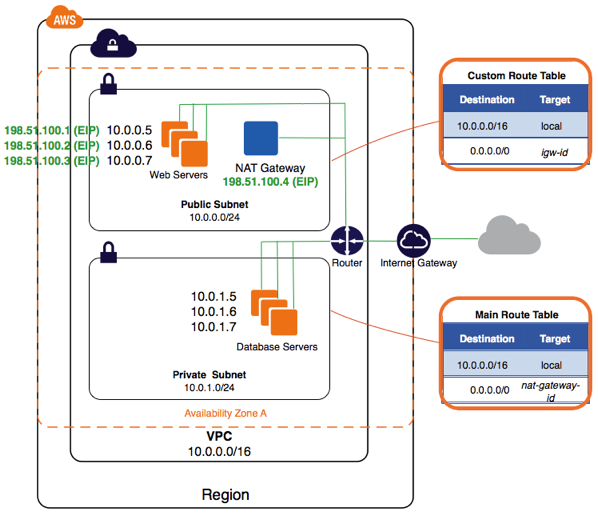 AWS
Custom Route Table
Destination Target
10.0.0.0/16 local
0.0.0.0/0 igw-id
198.51.100.1 (EIP) 10.0.0.5
198.51.100.2 (EIP) 10.0.0.6
198.51.100.3 (EIP) 10.0.0.7
Web Servers
NAT Gateway
198.51.100.4 (EIP)
Public Subnet
10.0.0.0/24
Router
Internet Gateway
10.0.1.5
10.0.1.6
10.0.1.7
Database Servers
Private Subnet
10.0.1.0/24
Main Route Table
Destination Target
10.0.0.0/16 local
0.0.0.0/0 nat-gateway-
id
Availability Zone A
VPC
10.0.0.0/16
Region